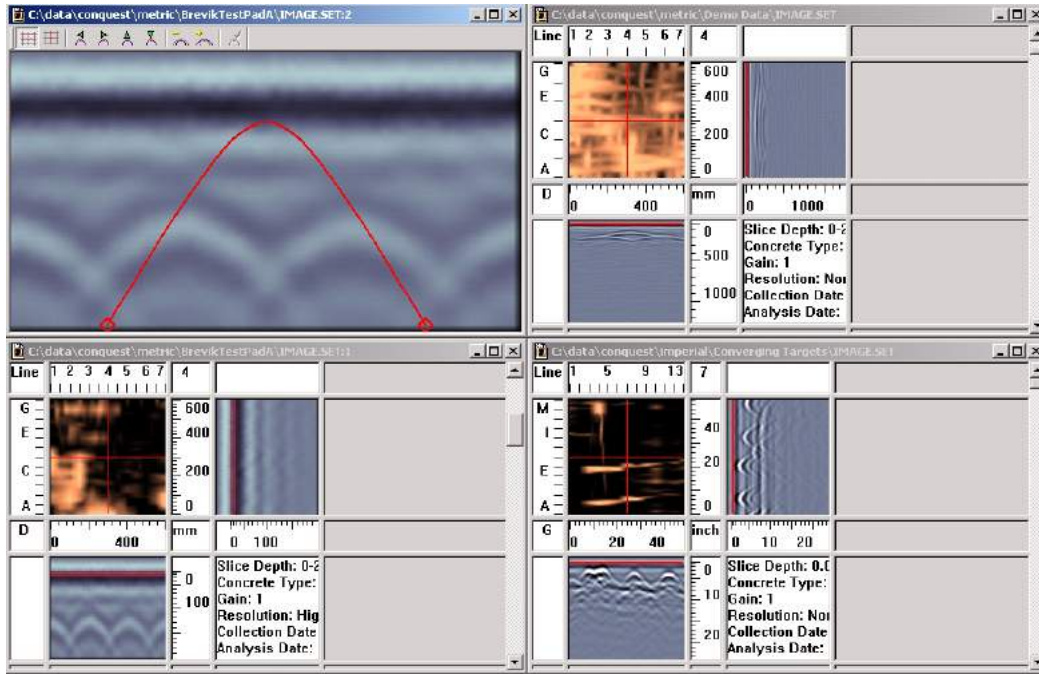 C:\data\conquest\metric\BrevikTestPadA\IMAGE.SET:2
C:\data\conquest\metric\Demo Data\IMAGE.SET
Line 1 2 3 4 5 6 7 4
G
E
C
A
600
400
200
0
D
0 400
mm
0 1000
0
500
1000
Slice Depth: 0-2
Concrete Type:
Gain: 1
Resolution: Nor
Collection Date
Analysis Date:
C:\data\conquest\metric\BrevikTestPadA\IMAGE.SET:1
Line 1 2 3 4 5 6 7 4
G
E
C
A
600
400
200
0
D
0 400
mm
0 100
0
100
Slice Depth: 0-2
Concrete Type:
Gain: 1
Resolution: Hig
Collection Date
Analysis Date:
C:\data\conquest\Imperial\Converging Targets\IMAGE.SET
Line 1 5 9 13 7
M
I
E
A
40
20
0
G
0 20 40
inch
0 10 20
0
10
20
Slice Depth: 0.0
Concrete Type:
Gain: 1
Resolution: Nor
Collection Date
Analysis Date: